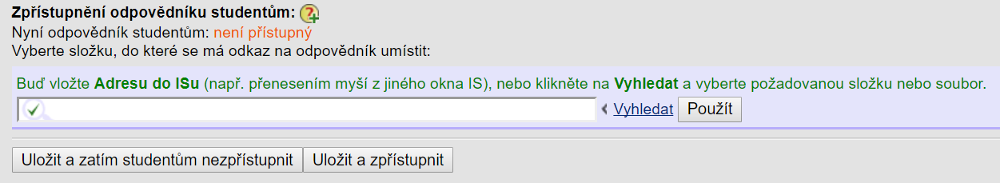 Zpřístupnění odpovědníku studentům:
Nyní odpovědník studentům: není přístupný
Vyberte složku, do které se má odkaz na odpovědník umístit:
Buď vložte Adresu do ISu (např. přenesením myší z jiného okna IS), nebo klikněte na Vyhledat a vyberte požadovanou složku nebo soubor.
Vyhledat Použít
Uložit a zatím studentům nezpřístupnit Uložit a zpřístupnit